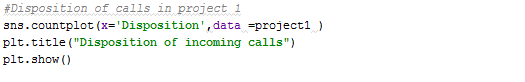 #Disposition of calls in project 1
sns.countplot(x='Disposition',data =project1 )
plt.title("Disposition of incoming calls")
plt.show()